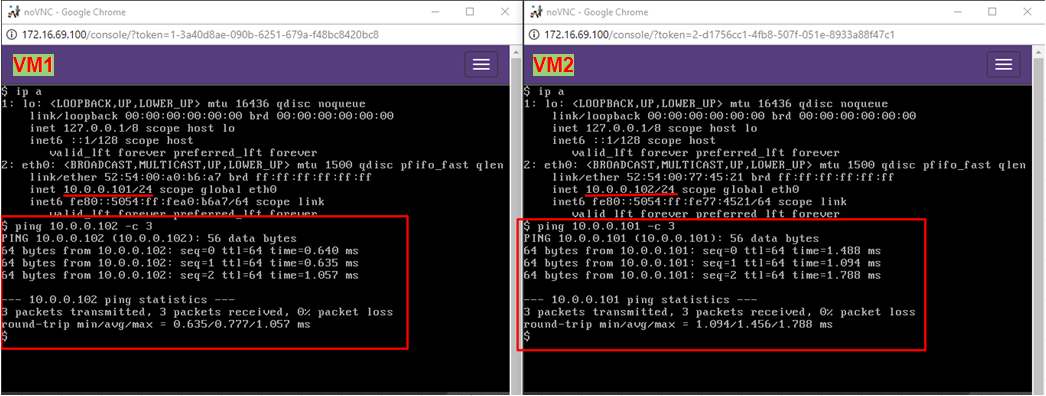 noVNC - Google Chrome
172.16.69.100/console/?token=1-3a40d8ae-090b-6251-679a-f48bc8420bc8
VM1
$ ip a
1: lo: <LOOPBACK,UP,LOWER_UP> mtu 16436 qdisc noqueue
link/loopback 00:00:00:00:00:00 brd 00:00:00:00:00:00
inet 127.0.0.1/8 scope host lo
inet6 ::1/128 scope host
valid_lft forever preferred_lft forever
2: eth0: <BROADCAST,MULTICAST,UP,LOWER_UP> mtu 1500 qdisc pfifo_fast qlen
link/ether 52:54:00:a0:b6:a7 brd ff:ff:ff:ff:ff:ff
inet 10.0.0.101/24 scope global eth0
inet6 fe80::5054:ff:fea0:b6a7/64 scope link
valid_lft forever preferred_lft forever
$ ping 10.0.0.102 -c 3
PING 10.0.0.102 (10.0.0.102): 56 data bytes
64 bytes from 10.0.0.102: seq=0 ttl=64 time=0.640 ms
64 bytes from 10.0.0.102: seq=1 ttl=64 time=0.635 ms
64 bytes from 10.0.0.102: seq=2 ttl=64 time=1.057 ms
--- 10.0.0.102 ping statistics ---
3 packets transmitted, 3 packets received, 0% packet loss
round-trip min/avg/max = 0.635/0.777/1.057 ms
$
noVNC - Google Chrome
172.16.69.100/console/?token=2-d1756cc1-4fb8-507f-051e-8933a88f47c1
VM2
$ ip a
1: lo: <LOOPBACK,UP,LOWER_UP> mtu 16436 qdisc noqueue
link/loopback 00:00:00:00:00:00 brd 00:00:00:00:00:00
inet 127.0.0.1/8 scope host lo
inet6 ::1/128 scope host
valid_lft forever preferred_lft forever
2: eth0: <BROADCAST,MULTICAST,UP,LOWER_UP> mtu 1500 qdisc pfifo_fast qlen
link/ether 52:54:00:77:45:21 brd ff:ff:ff:ff:ff:ff
inet 10.0.0.102/24 scope global eth0
inet6 fe80::5054:ff:fe77:4521/64 scope link
valid_lft forever preferred_lft forever
$ ping 10.0.0.101 -c 3
PING 10.0.0.101 (10.0.0.101): 56 data bytes
64 bytes from 10.0.0.101: seq=0 ttl=64 time=1.488 ms
64 bytes from 10.0.0.101: seq=1 ttl=64 time=1.094 ms
64 bytes from 10.0.0.101: seq=2 ttl=64 time=1.788 ms
--- 10.0.0.101 ping statistics ---
3 packets transmitted, 3 packets received, 0% packet loss
round-trip min/avg/max = 1.094/1.456/1.788 ms
$